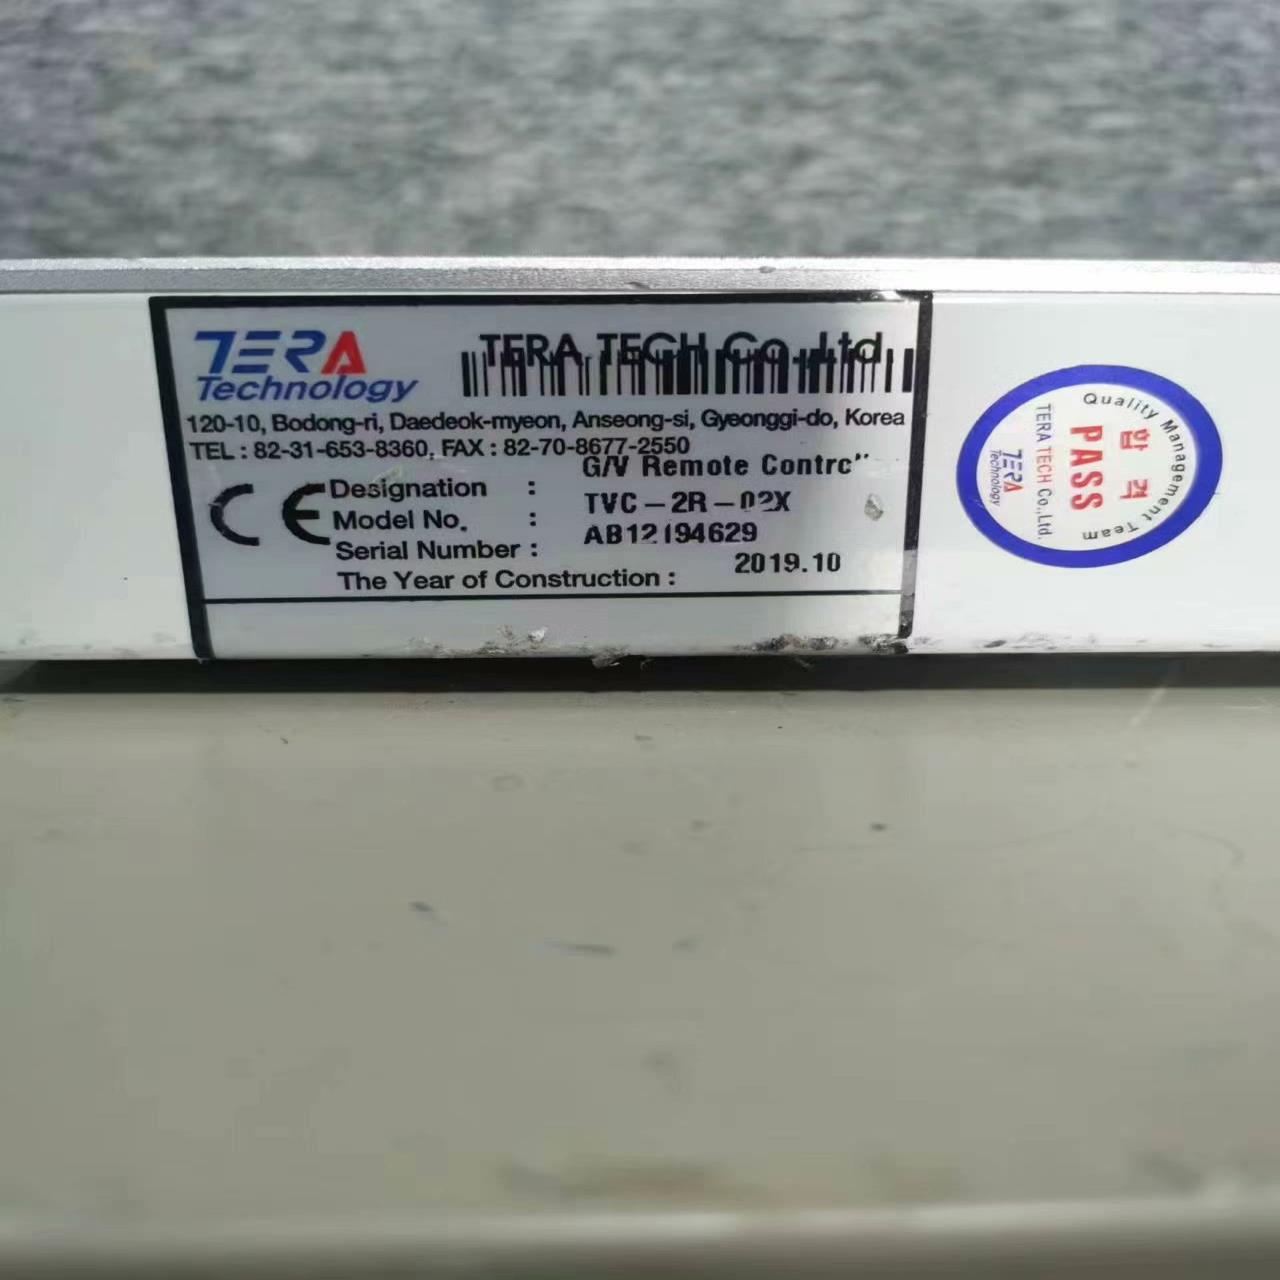 TERA
Technology
TERA TECH Co.,Ltd.
120-10, Bodong-ri, Daedeok-myeon, Anseong-si, Gyeonggi-do, Korea
TEL : 82-31-653-8360, FAX : 82-70-8677-2550
G/V Remote
CE
Designation :
Model No. : TVC-2R-02X
Serial Number : AB12194629
The Year of Construction : 2019.10
Quality Management Team
합격
PASS
TERA TECH Co.,Ltd.
TERA
Technology